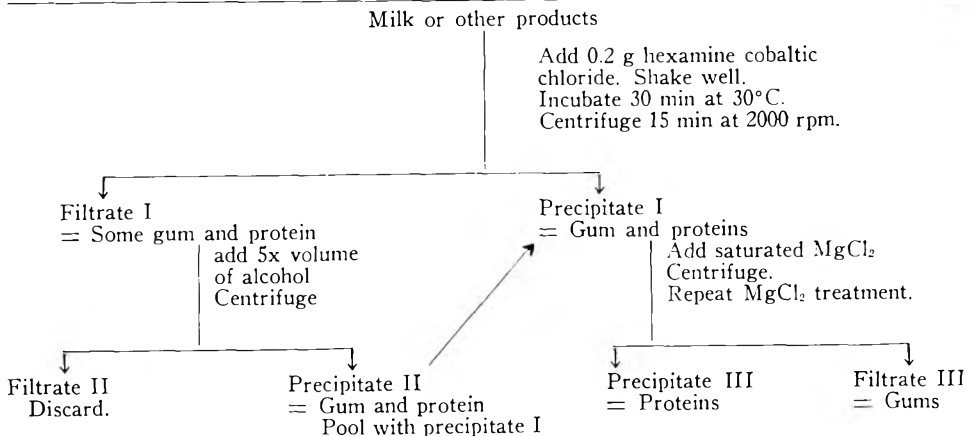 Milk or other products
Add 0.2 g hexamine cobaltic
chloride. Shake well.
Incubate 30 min at 30°C.
Centrifuge 15 min at 2000 rpm.
Filtrate I
= Some gum and protein
add 5x volume
of alcohol
Centrifuge
Precipitate I
= Gum and proteins
Add saturated MgCl₂
Centrifuge.
Repeat MgCl₂ treatment.
Filtrate II
Discard.
Precipitate II
= Gum and protein
Pool with precipitate I
Precipitate III
= Proteins
Filtrate III
= Gums